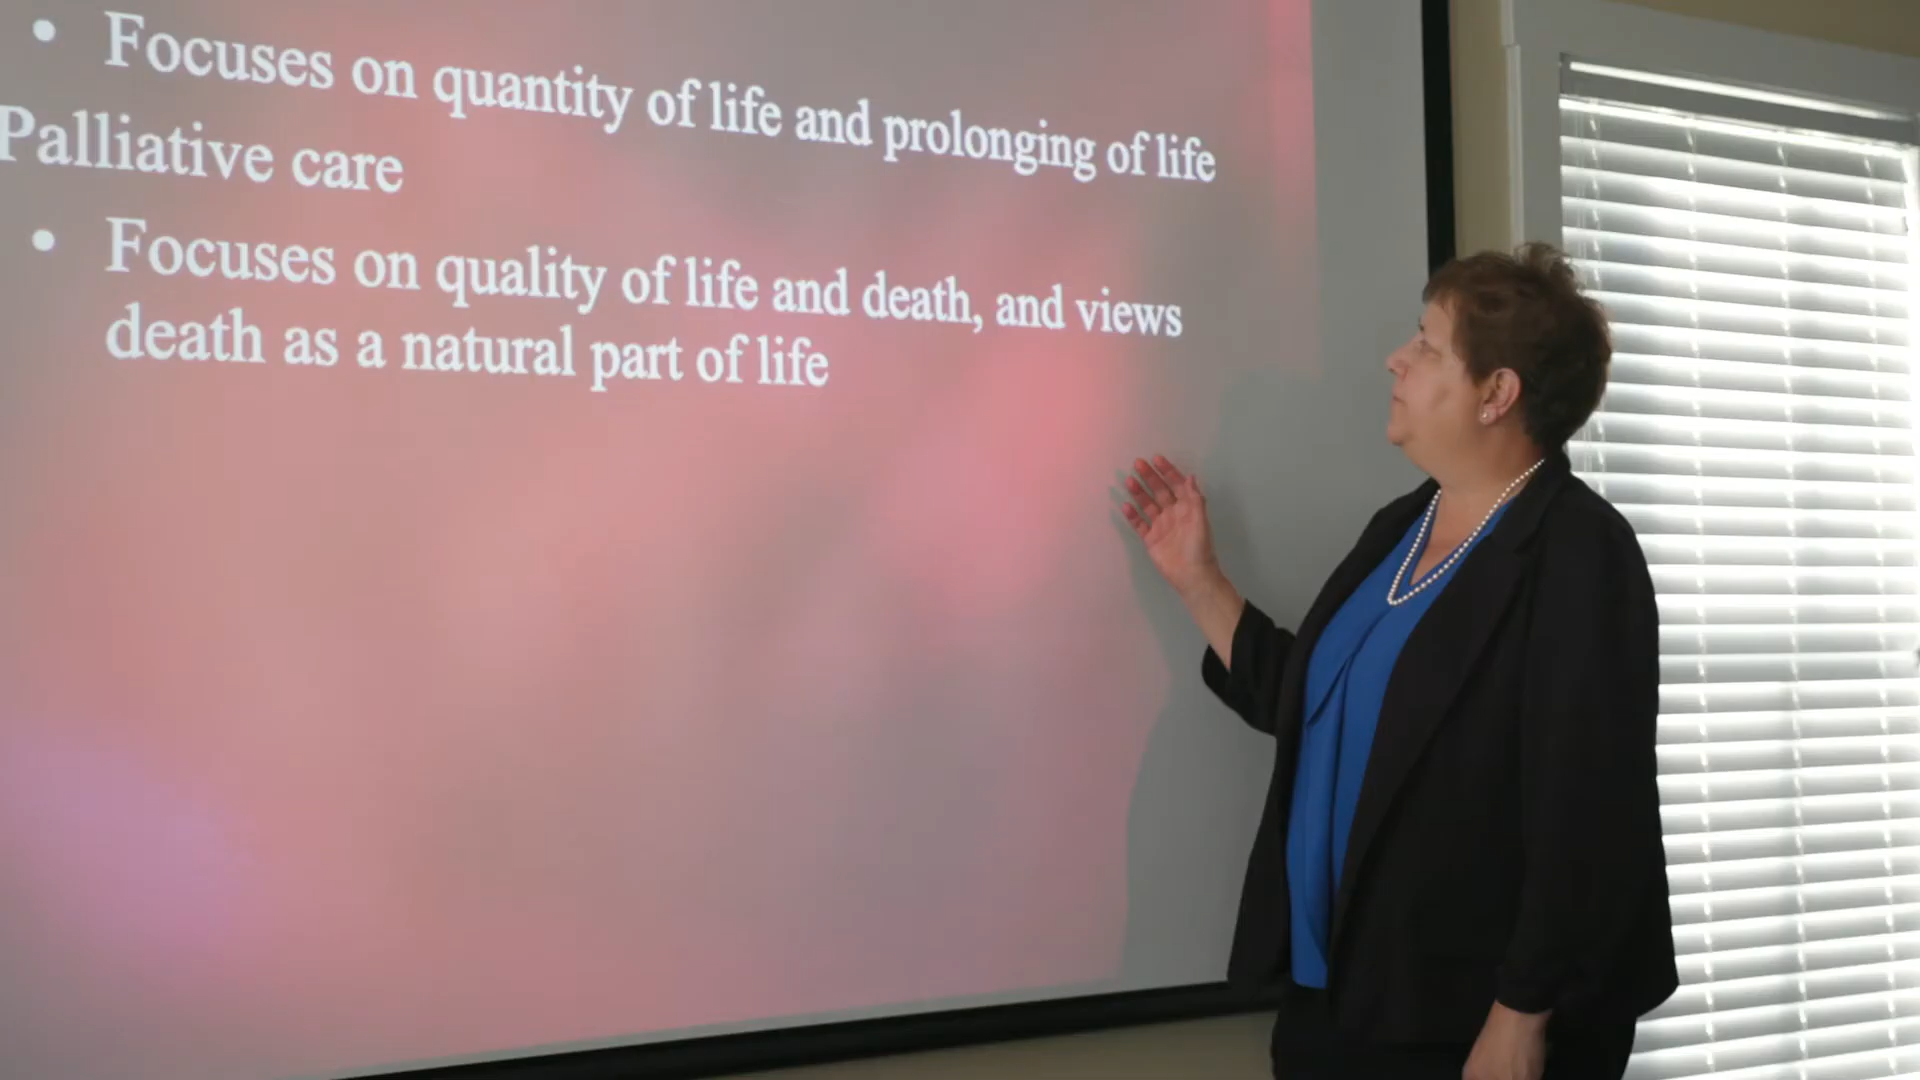 • Focuses on quantity of life and prolonging of life
Palliative care
• Focuses on quality of life and death, and views
death as a natural part of life